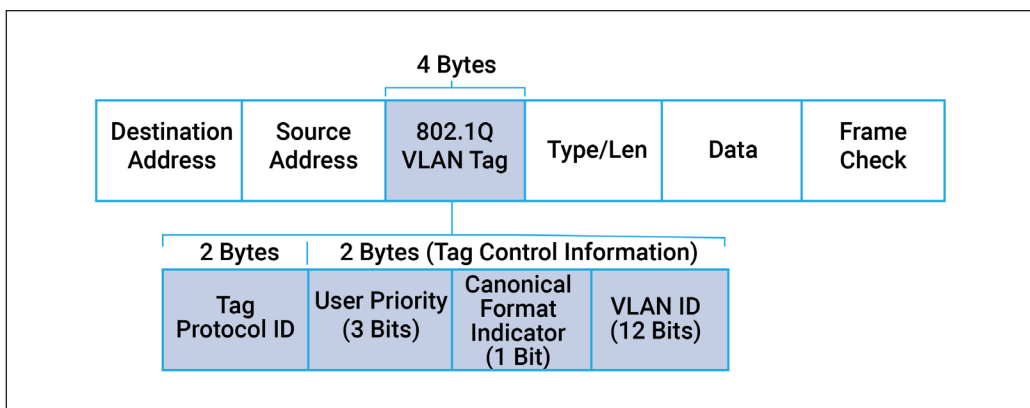 4 Bytes
Destination
Address
Source
Address
802.1Q
VLAN Tag
Type/Len
Data
Frame
Check
2 Bytes
2 Bytes (Tag Control Information)
Tag
Protocol ID
User Priority
(3 Bits)
Canonical
Format
Indicator
(1 Bit)
VLAN ID
(12 Bits)